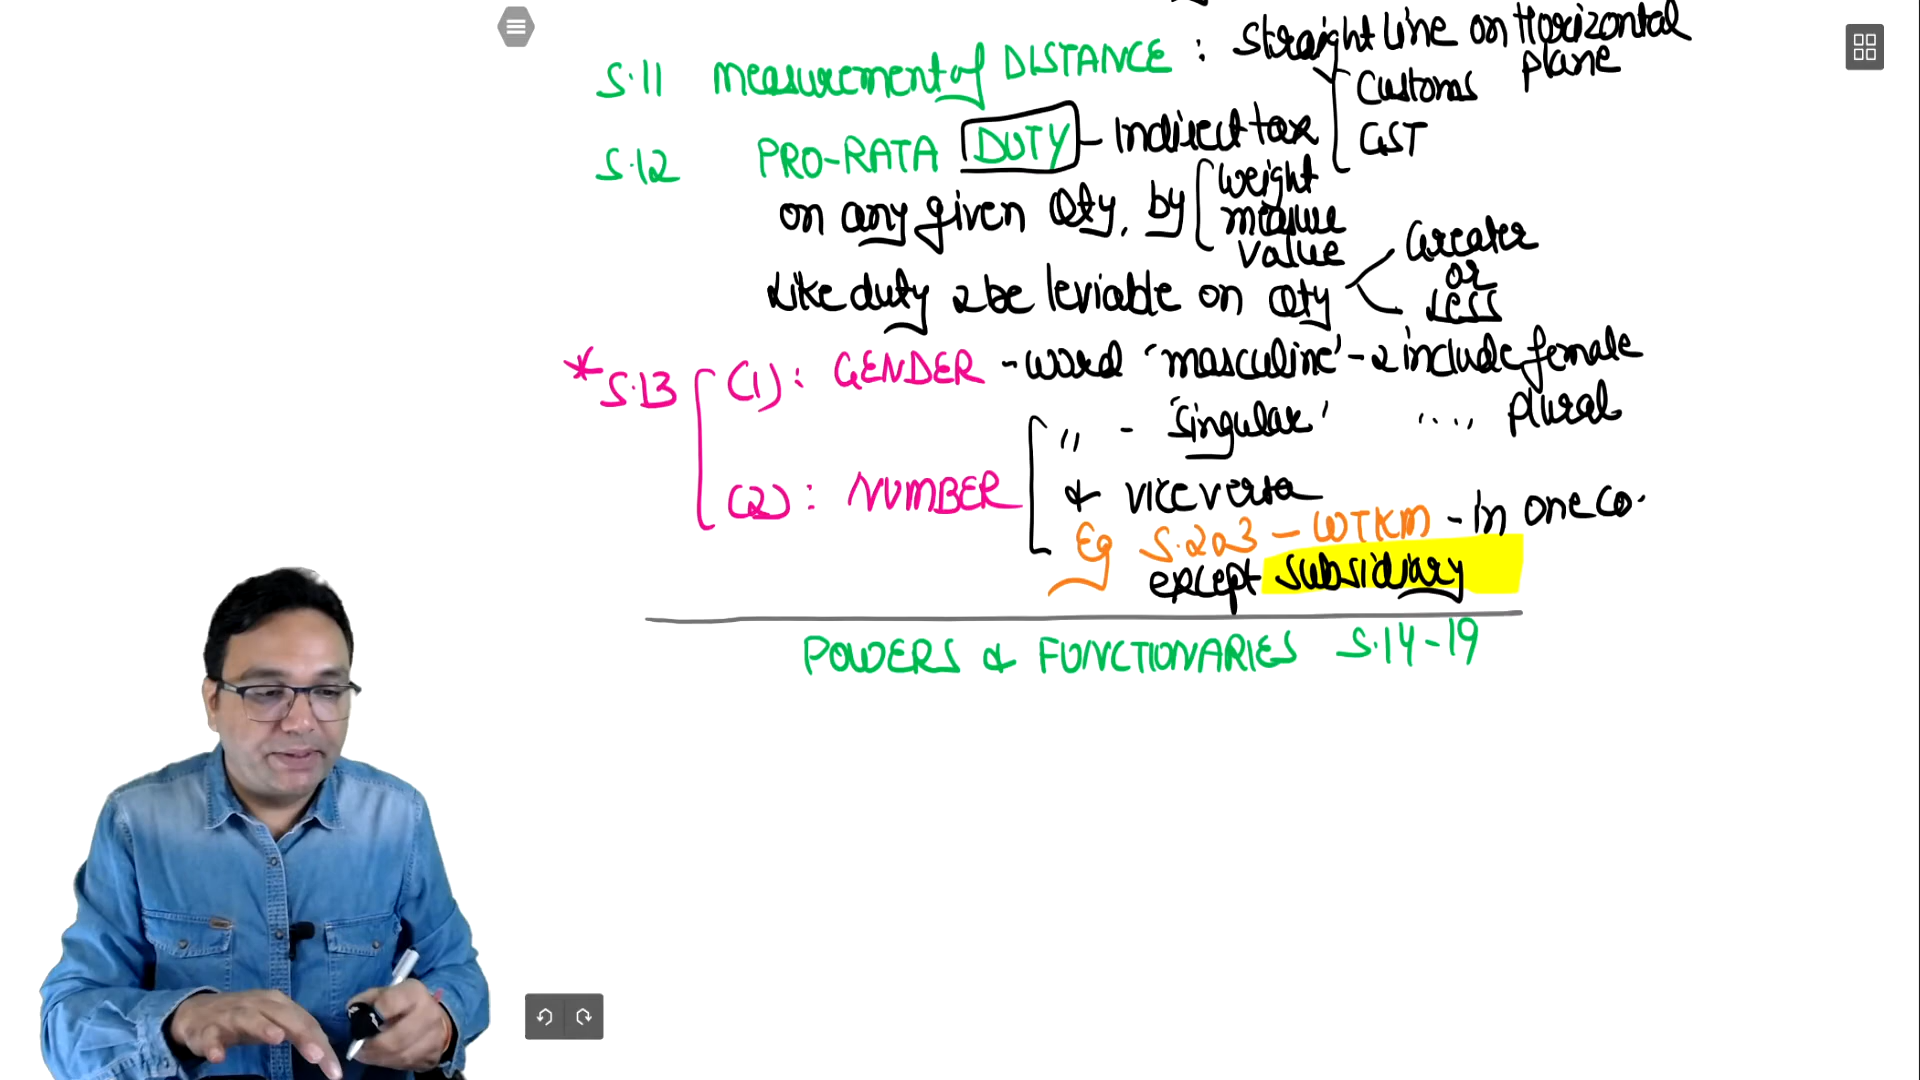 S.11 Measurement of DISTANCE : Straight Line on Horizontal plane
Customs
GST
S.12 PRO-RATA DUTY - Indirect tax
on any given Qty, by weight
measure
value
Like duty 2 be leviable on Qty Greater
or
Less
* S.13 (1) : GENDER - word 'masculine' - 2 include female
(2) : NUMBER
" - 'Singular' .... plural
& vice versa
Eg S.203 - WTKM - in one co.
except subsidiary
POWERS & FUNCTIONARIES S.14-19